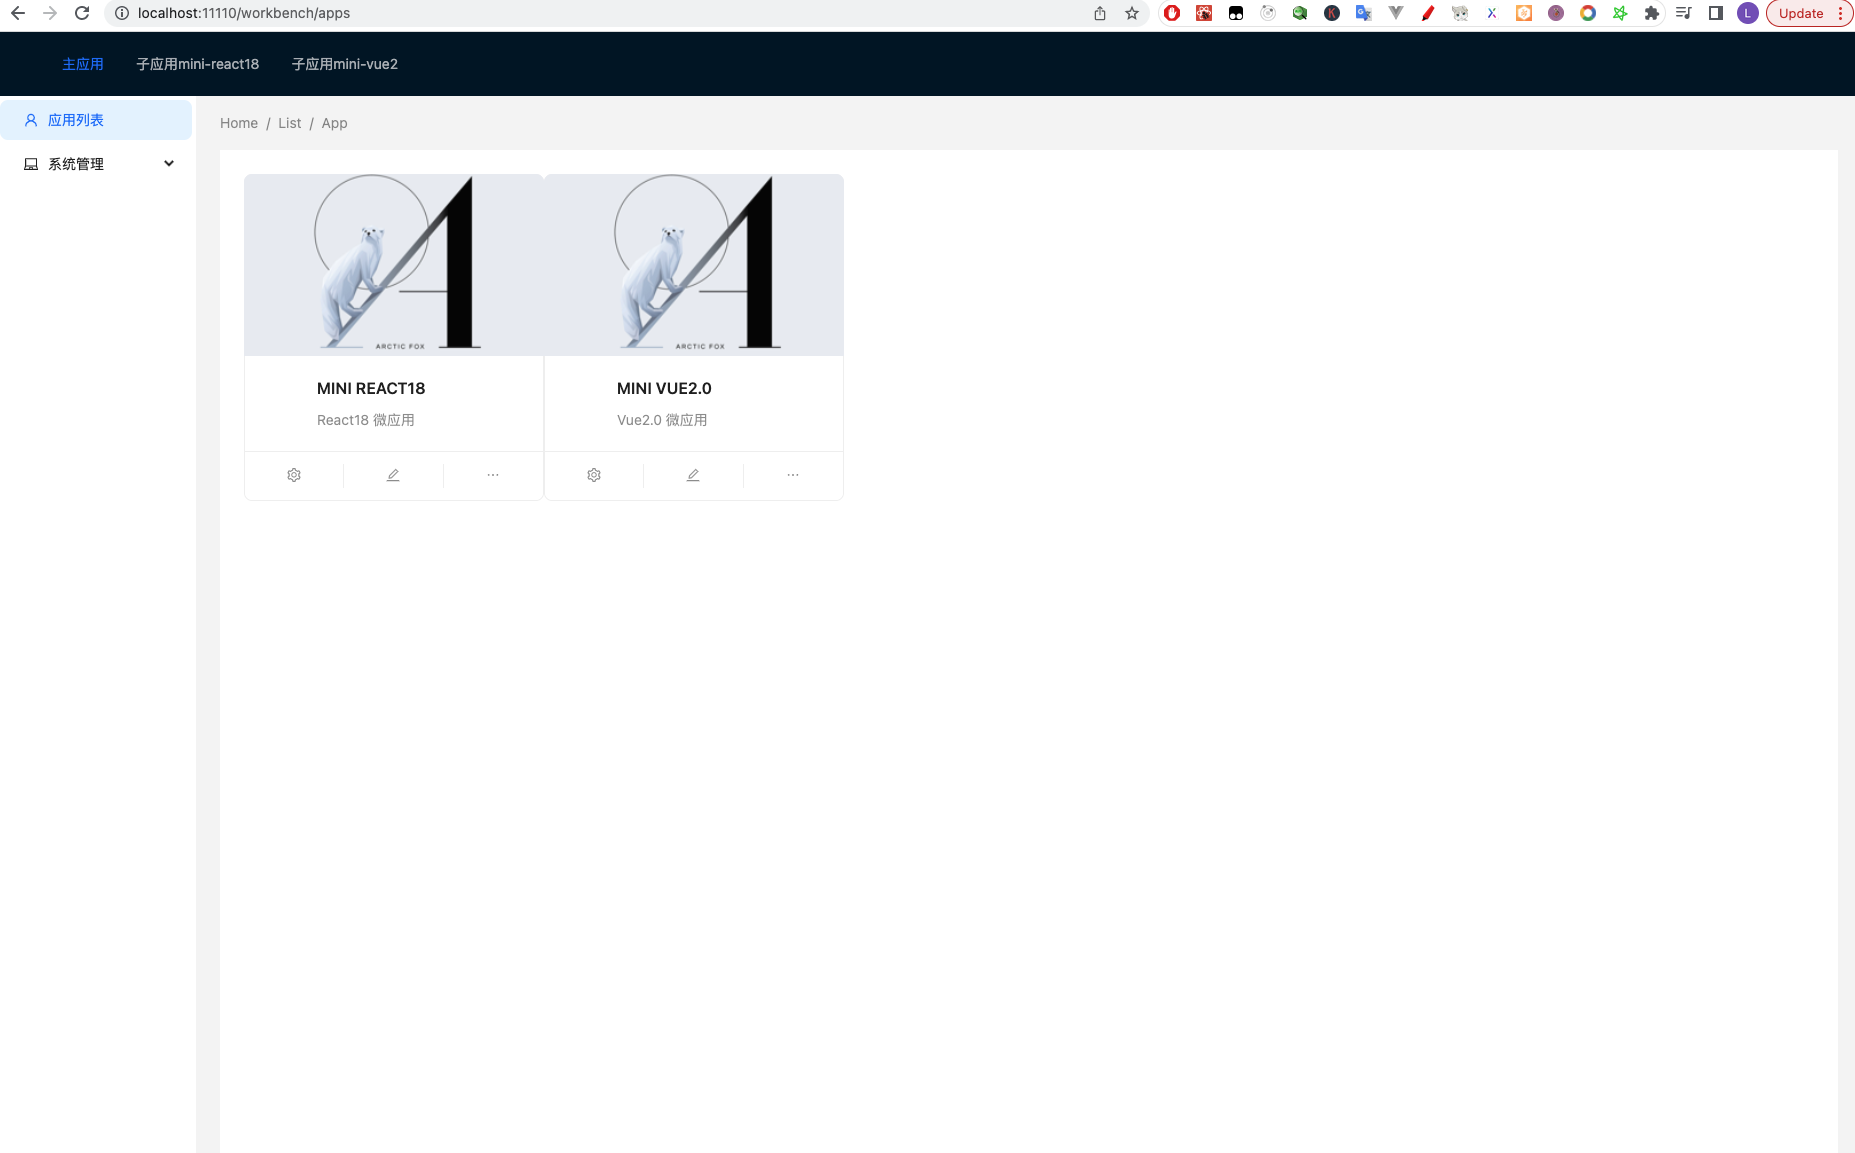 localhost:11110/workbench/apps
L
Update
主应用 子应用mini-react18 子应用mini-vue2
应用列表
系统管理
Home / List / App
ARCTIC FOX
MINI REACT18
React18 微应用
ARCTIC FOX
MINI VUE2.0
Vue2.0 微应用